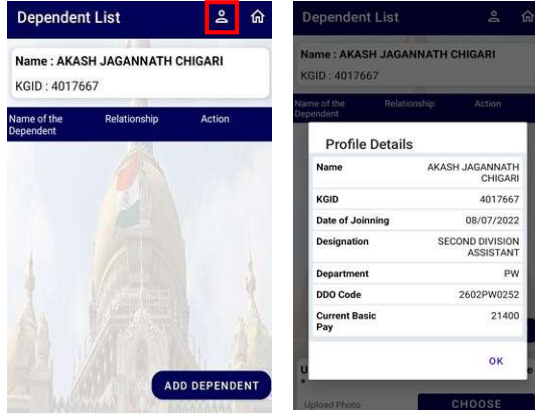 Dependent List
Name : AKASH JAGANNATH CHIGARI
KGID : 4017667
Name of the Dependent Relationship Action
ADD DEPENDENT
Dependent List
Name : AKASH JAGANNATH CHIGARI
KGID : 4017667
Name of the Dependent Relationship Action
Profile Details
Name AKASH JAGANNATH
CHIGARI
KGID 4017667
Date of Joinning 08/07/2022
Designation SECOND DIVISION
ASSISTANT
Department PW
DDO Code 2602PW0252
Current Basic 21400
Pay
OK
Upload Photo CHOOSE